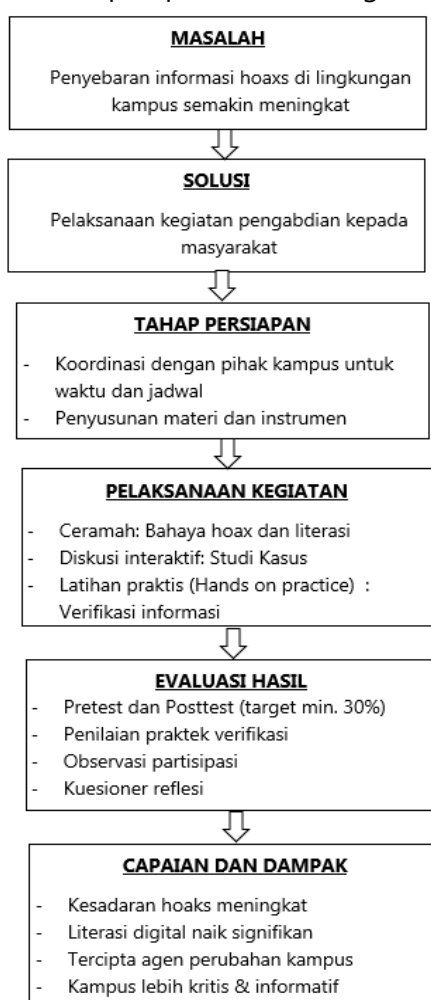 MASALAH
Penyebaran informasi hoaxs di lingkungan
kampus semakin meningkat
SOLUSI
Pelaksanaan kegiatan pengabdian kepada
masyarakat
TAHAP PERSIAPAN
- Koordinasi dengan pihak kampus untuk
waktu dan jadwal
- Penyusunan materi dan instrumen
PELAKSANAAN KEGIATAN
- Ceramah: Bahaya hoax dan literasi
- Diskusi interaktif: Studi Kasus
- Latihan praktis (Hands on practice) :
Verifikasi informasi
EVALUASI HASIL
- Pretest dan Posttest (target min. 30%)
- Penilaian praktek verifikasi
- Observasi partisipasi
- Kuesioner reflesi
CAPAIAN DAN DAMPAK
- Kesadaran hoaks meningkat
- Literasi digital naik signifikan
- Tercipta agen perubahan kampus
- Kampus lebih kritis & informatif